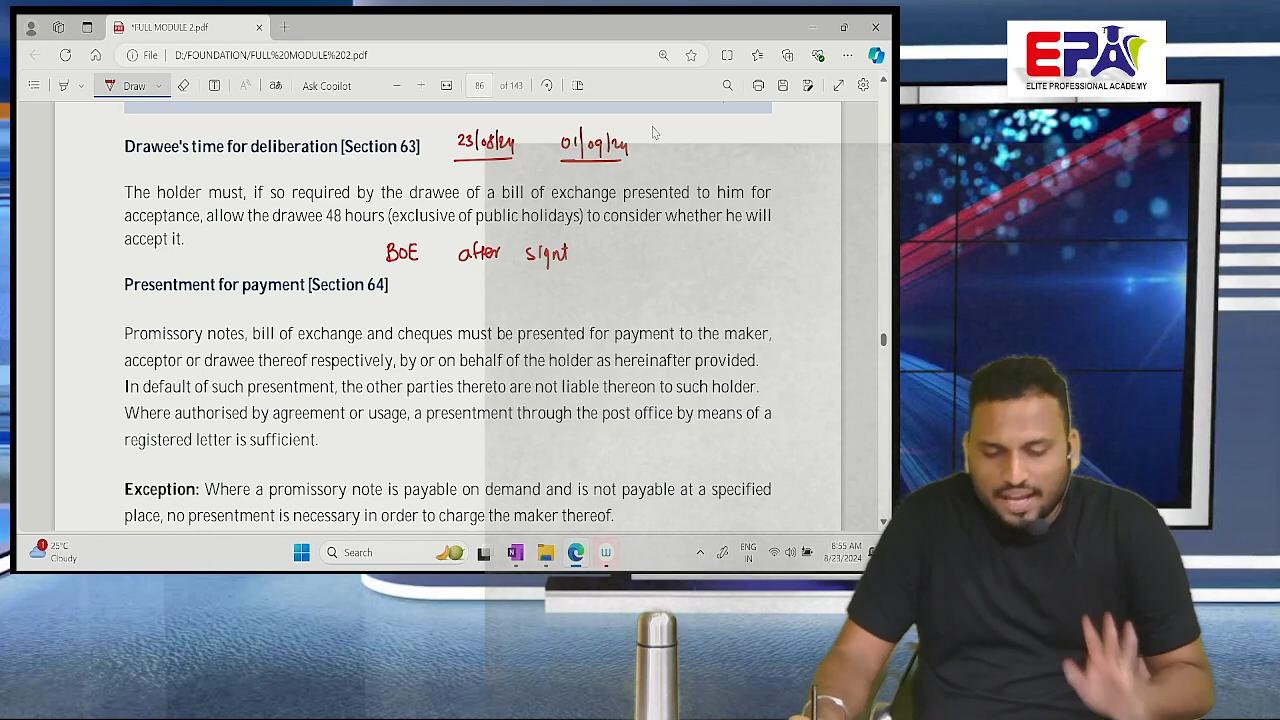 *FULL MODULE 2.pdf
File
D:/FOUNDATION/FULL%20MODULE
Draw
Ask Copilot
86
of 143
Drawee's time for deliberation [Section 63]
23/08/24
01/09/24
The holder must, if so required by the drawee of a bill of exchange presented to him for
acceptance, allow the drawee 48 hours (exclusive of public holidays) to consider whether he will
accept it.
BOE after signt
Presentment for payment [Section 64]
Promissory notes, bill of exchange and cheques must be presented for payment to the maker,
acceptor or drawee thereof respectively, by or on behalf of the holder as hereinafter provided.
In default of such presentment, the other parties thereto are not liable thereon to such holder.
Where authorised by agreement or usage, a presentment through the post office by means of a
registered letter is sufficient.
Exception: Where a promissory note is payable on demand and is not payable at a specified
place, no presentment is necessary in order to charge the maker thereof.
25°C
Cloudy
Search
ENG
IN
8:55 AM
8/23/2024
EPA
ELITE PROFESSIONAL ACADEMY